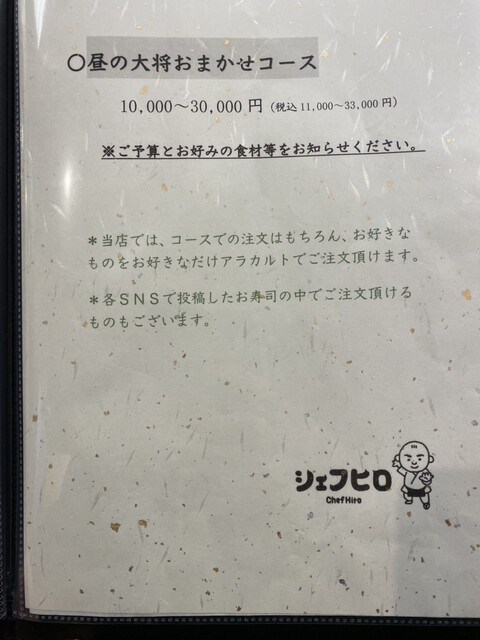 〇昼の大将おまかせコース
10,000～30,000円（税込11,000～33,000円）
※ご予算とお好みの食材等をお知らせください。
＊当店では、コースでの注文はもちろん、お好きな
ものをお好きなだけアラカルトでご注文頂けます。
＊各ＳＮＳで投稿したお寿司の中でご注文頂ける
ものもございます。
シェフヒロ
Chef Hiro